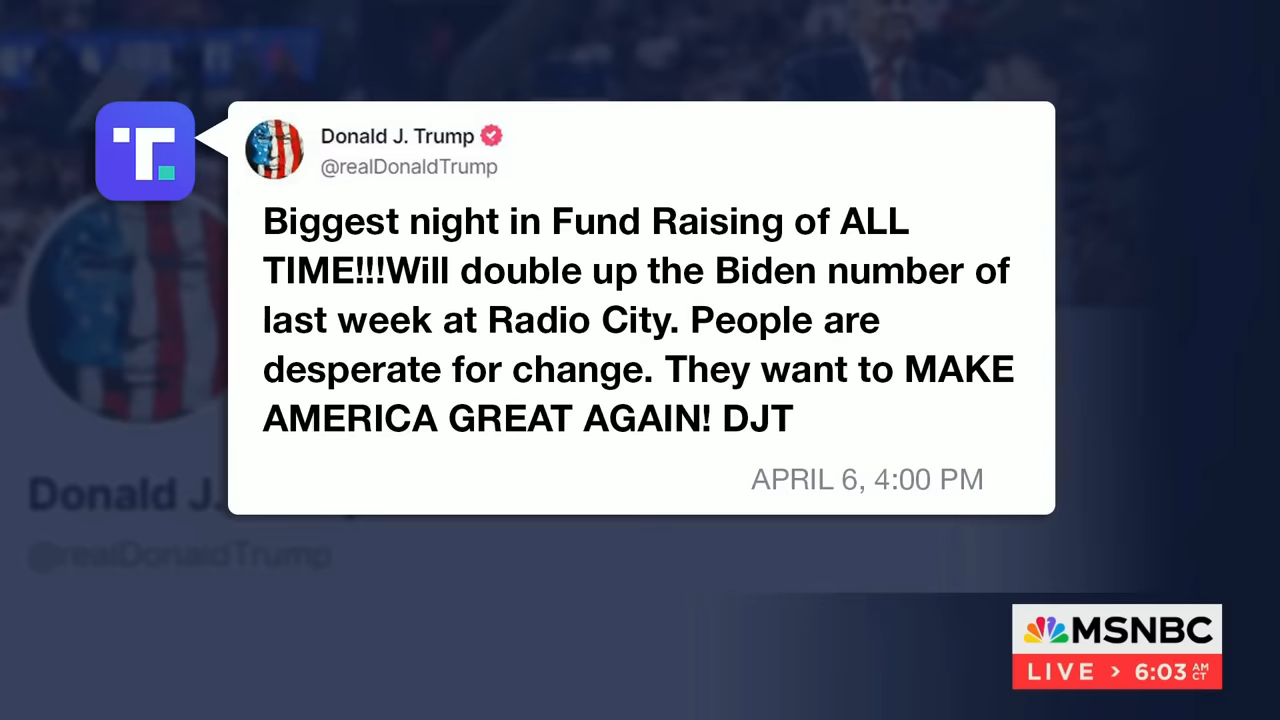 T.
Donald J. Trump
@realDonaldTrump
Biggest night in Fund Raising of ALL
TIME!!!Will double up the Biden number of
last week at Radio City. People are
desperate for change. They want to MAKE
AMERICA GREAT AGAIN! DJT
APRIL 6, 4:00 PM
Donald J.
@realDonaldTrump
MSNBC
LIVE > 6:03 AM CT